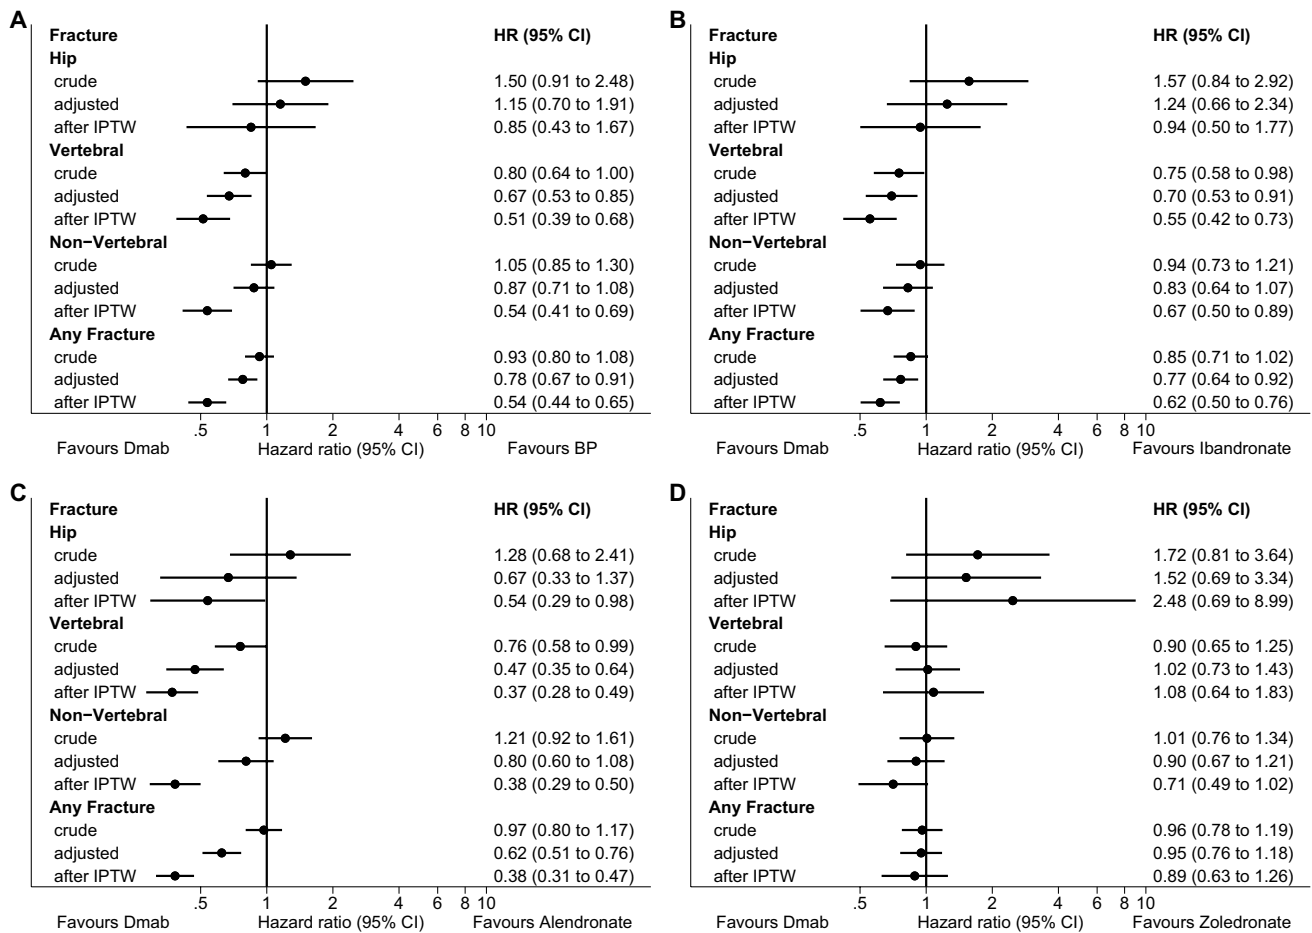 A
Fracture HR (95% CI)
Hip
crude 1.50 (0.91 to 2.48)
adjusted 1.15 (0.70 to 1.91)
after IPTW 0.85 (0.43 to 1.67)
Vertebral
crude 0.80 (0.64 to 1.00)
adjusted 0.67 (0.53 to 0.85)
after IPTW 0.51 (0.39 to 0.68)
Non−Vertebral
crude 1.05 (0.85 to 1.30)
adjusted 0.87 (0.71 to 1.08)
after IPTW 0.54 (0.41 to 0.69)
Any Fracture
crude 0.93 (0.80 to 1.08)
adjusted 0.78 (0.67 to 0.91)
after IPTW 0.54 (0.44 to 0.65)
.5 1 2 4 6 8 10
Favours Dmab Hazard ratio (95% CI) Favours BP
B
Fracture HR (95% CI)
Hip
crude 1.57 (0.84 to 2.92)
adjusted 1.24 (0.66 to 2.34)
after IPTW 0.94 (0.50 to 1.77)
Vertebral
crude 0.75 (0.58 to 0.98)
adjusted 0.70 (0.53 to 0.91)
after IPTW 0.55 (0.42 to 0.73)
Non−Vertebral
crude 0.94 (0.73 to 1.21)
adjusted 0.83 (0.64 to 1.07)
after IPTW 0.67 (0.50 to 0.89)
Any Fracture
crude 0.85 (0.71 to 1.02)
adjusted 0.77 (0.64 to 0.92)
after IPTW 0.62 (0.50 to 0.76)
.5 1 2 4 6 8 10
Favours Dmab Hazard ratio (95% CI) Favours Ibandronate
C
Fracture HR (95% CI)
Hip
crude 1.28 (0.68 to 2.41)
adjusted 0.67 (0.33 to 1.37)
after IPTW 0.54 (0.29 to 0.98)
Vertebral
crude 0.76 (0.58 to 0.99)
adjusted 0.47 (0.35 to 0.64)
after IPTW 0.37 (0.28 to 0.49)
Non−Vertebral
crude 1.21 (0.92 to 1.61)
adjusted 0.80 (0.60 to 1.08)
after IPTW 0.38 (0.29 to 0.50)
Any Fracture
crude 0.97 (0.80 to 1.17)
adjusted 0.62 (0.51 to 0.76)
after IPTW 0.38 (0.31 to 0.47)
.5 1 2 4 6 8 10
Favours Dmab Hazard ratio (95% CI) Favours Alendronate
D
Fracture HR (95% CI)
Hip
crude 1.72 (0.81 to 3.64)
adjusted 1.52 (0.69 to 3.34)
after IPTW 2.48 (0.69 to 8.99)
Vertebral
crude 0.90 (0.65 to 1.25)
adjusted 1.02 (0.73 to 1.43)
after IPTW 1.08 (0.64 to 1.83)
Non−Vertebral
crude 1.01 (0.76 to 1.34)
adjusted 0.90 (0.67 to 1.21)
after IPTW 0.71 (0.49 to 1.02)
Any Fracture
crude 0.96 (0.78 to 1.19)
adjusted 0.95 (0.76 to 1.18)
after IPTW 0.89 (0.63 to 1.26)
.5 1 2 4 6 8 10
Favours Dmab Hazard ratio (95% CI) Favours Zoledronate